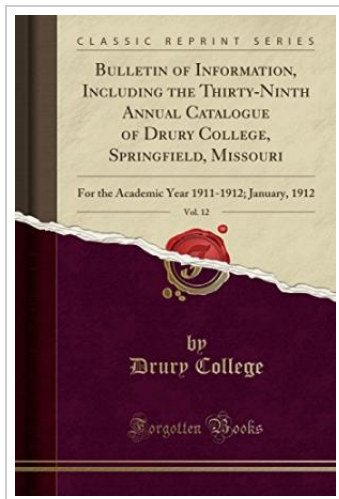 CLASSIC REPRINT SERIES
BULLETIN OF INFORMATION,
INCLUDING THE THIRTY-NINTH
ANNUAL CATALOGUE
OF DRURY COLLEGE,
SPRINGFIELD, MISSOURI
For the Academic Year 1911-1912; January, 1912
Vol. 12
by
Drury College
Forgotten Books